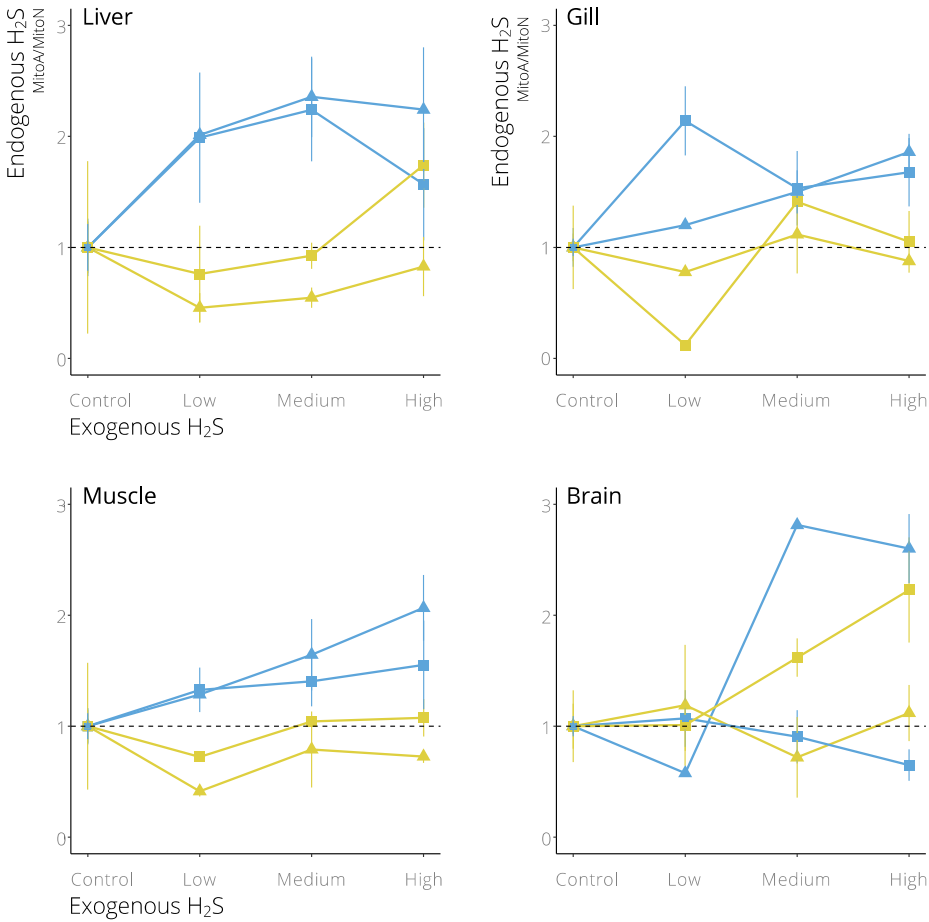 Liver
Endogenous H₂S
MitoA/MitoN
3
2
1
0
Control Low Medium High
Exogenous H₂S
Gill
Endogenous H₂S
MitoA/MitoN
3
2
1
0
Control Low Medium High
Muscle
3
2
1
0
Control Low Medium High
Exogenous H₂S
Brain
3
2
1
0
Control Low Medium High